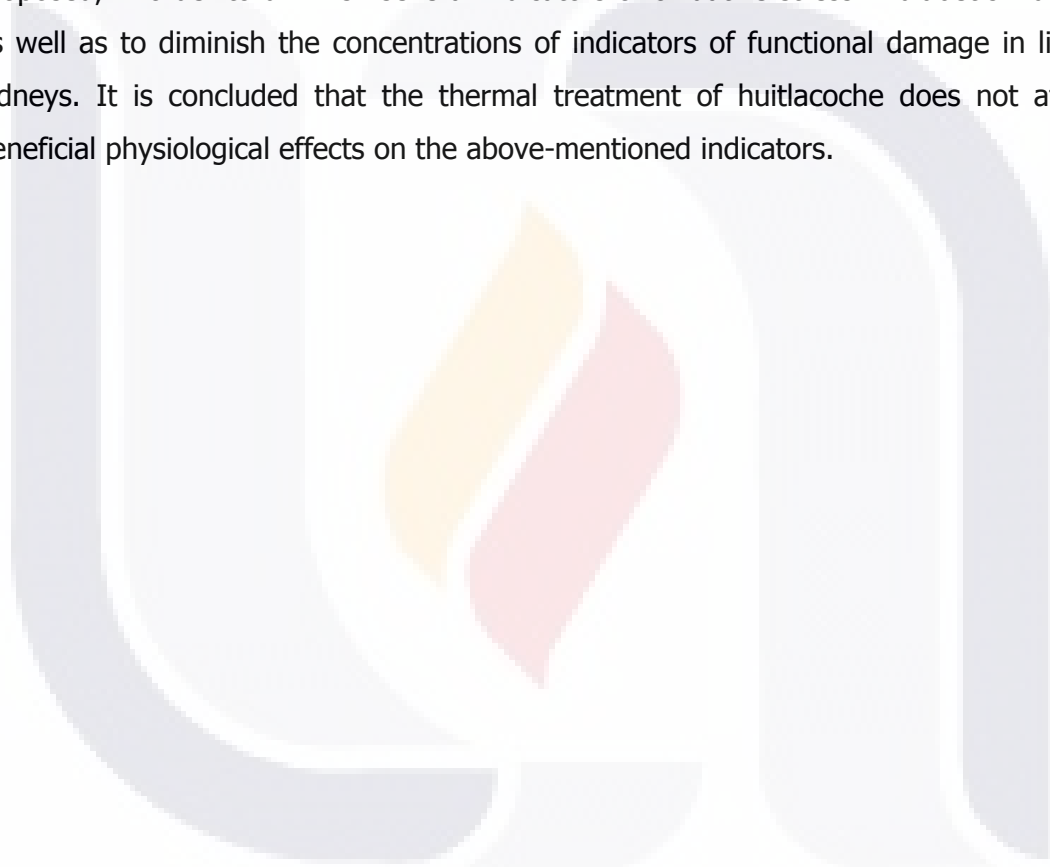 s well as to diminish the concentrations of indicators of functional damage in li
dneys. It is concluded that the thermal treatment of huitlacoche does not a
eneficial physiological effects on the above-mentioned indicators.